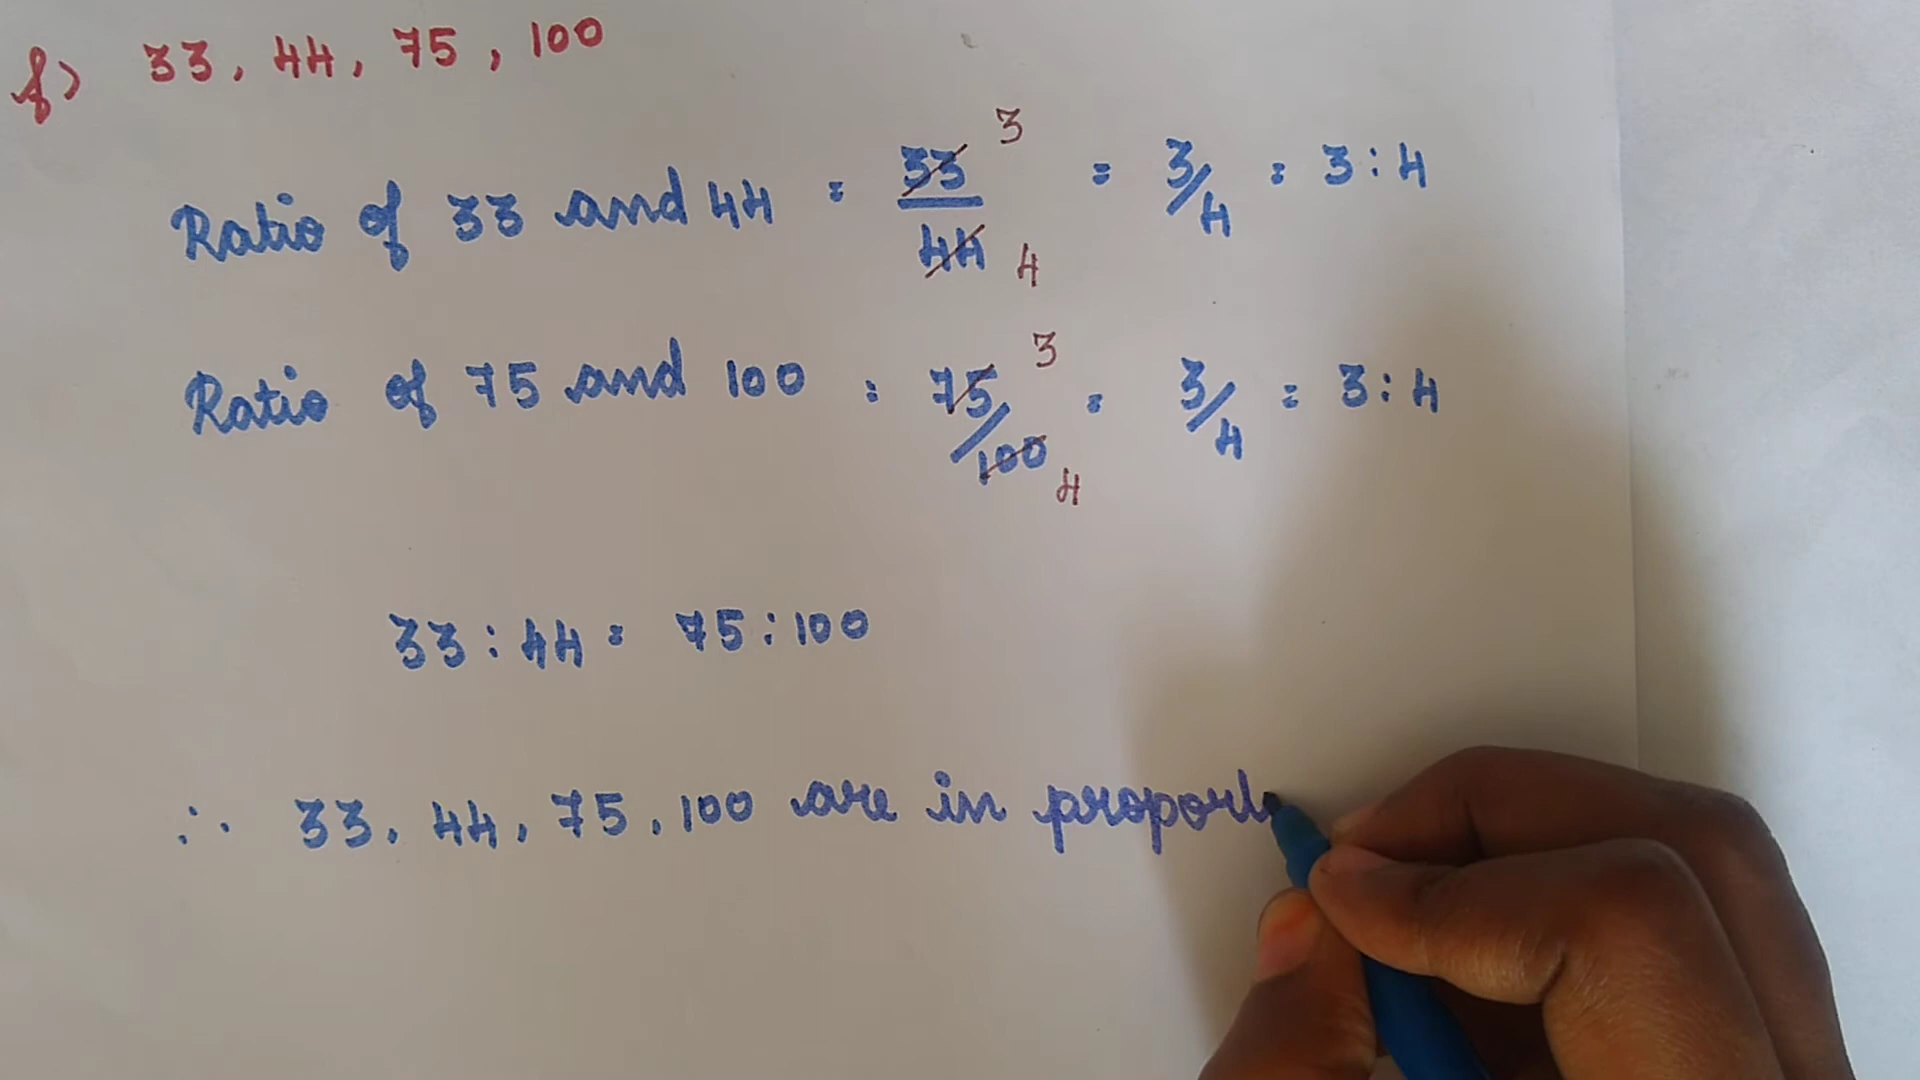 f) 33, 44, 75, 100
Ratio of 33 and 44 = 33/44 3 4 = 3/4 = 3:4
Ratio of 75 and 100 = 75/100 3 4 = 3/4 = 3:4
33:44 = 75:100
∴ 33, 44, 75, 100 are in proport